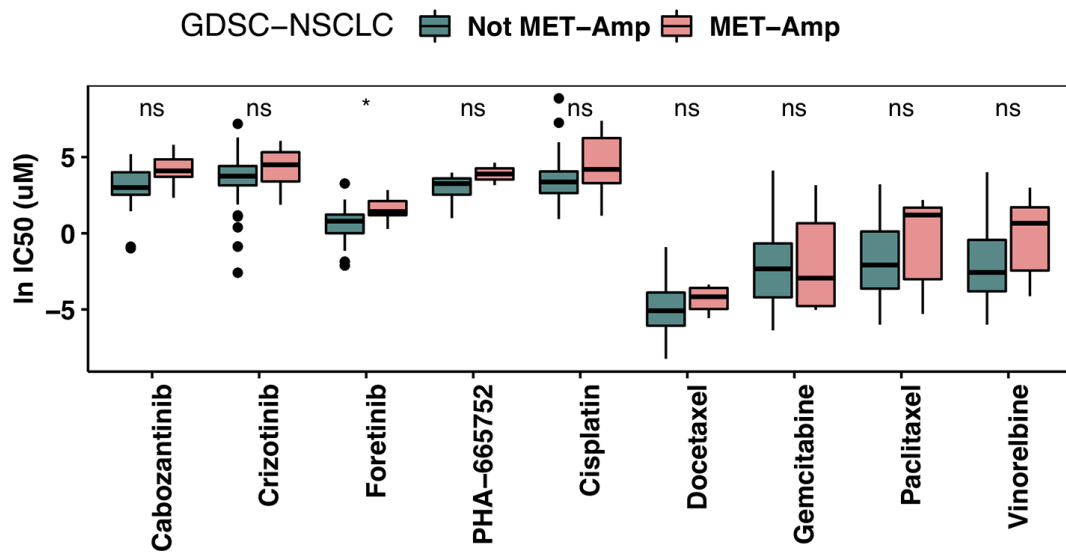 GDSC–NSCLC Not MET–Amp MET–Amp
ns ns * ns ns ns ns ns ns
ln IC50 (uM)
5
0
−5
Cabozantinib
Crizotinib
Foretinib
PHA–665752
Cisplatin
Docetaxel
Gemcitabine
Paclitaxel
Vinorelbine